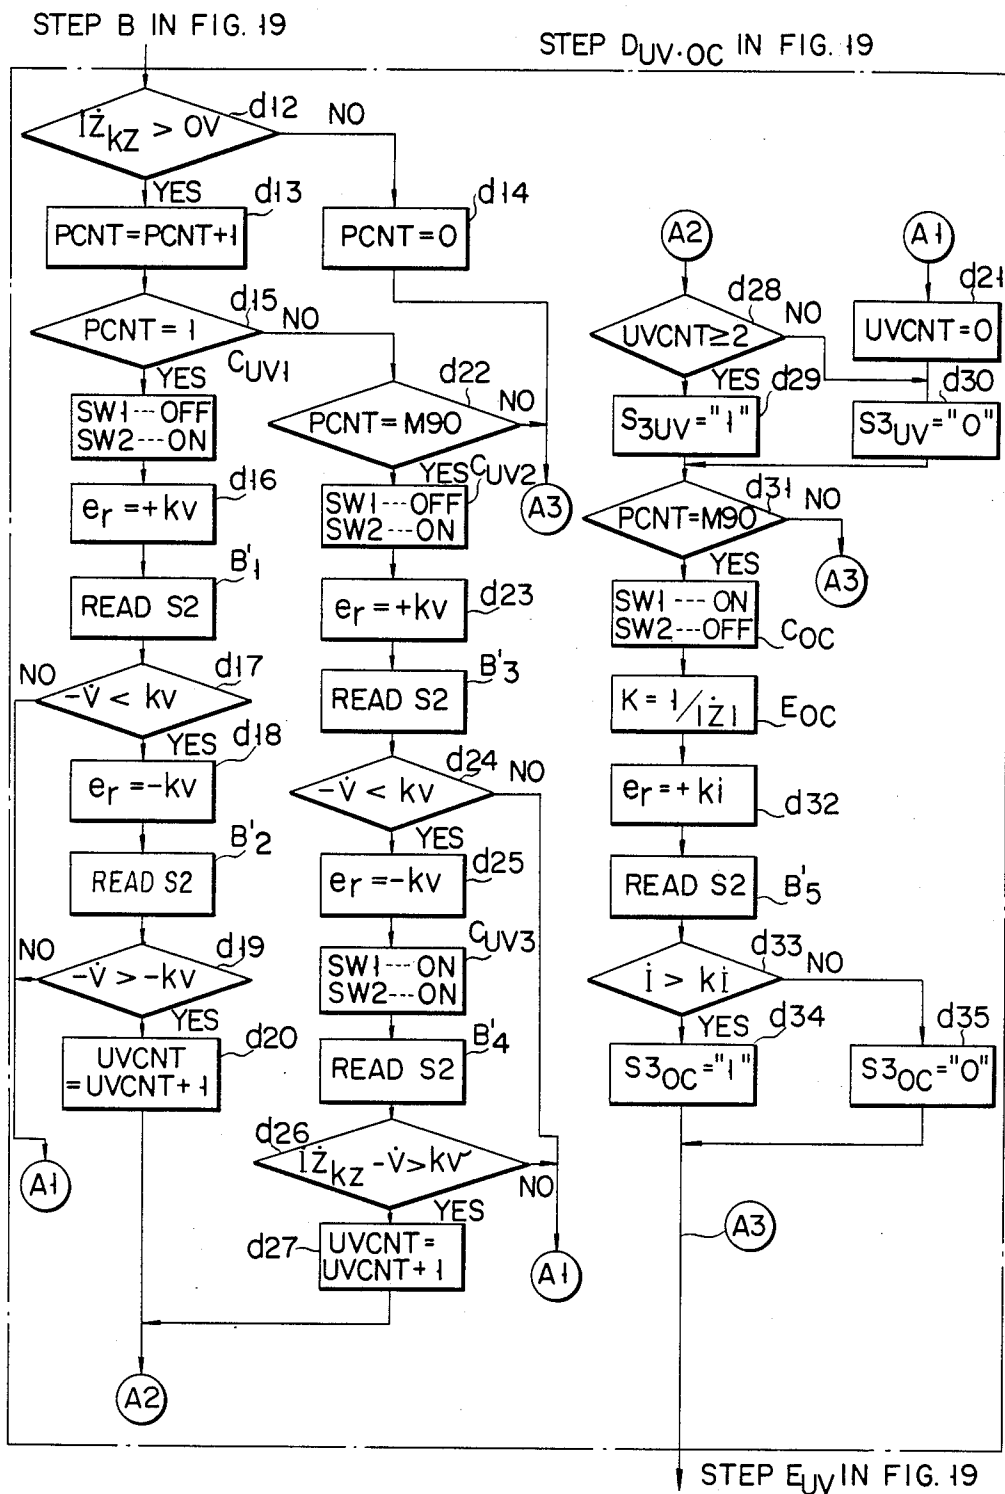 STEP B IN FIG. 19
STEP DUV·OC IN FIG. 19
d12
İŻKZ > 0V
NO
YES
d13
PCNT=PCNT+1
d14
PCNT=0
d15
PCNT = 1
NO
CUV1
YES
SW1---OFF
SW2---ON
d16
er=+kv
B'1
READ S2
d17
NO
-V̇ < kv
YES
d18
er=-kv
B'2
READ S2
d19
NO
-V̇ > -kv
YES
d20
UVCNT
=UVCNT+1
A1
A2
d22
PCNT=M90
NO
YES
CUV2
SW1---OFF
SW2---ON
A3
d23
er=+kv
B'3
READ S2
d24
-V̇ < kv
NO
YES
d25
er=-kv
CUV3
SW1---ON
SW2---ON
B'4
READ S2
d26
İŻKZ -V̇>kv
NO
YES
d27
UVCNT=
UVCNT+1
A1
A2
A1
d28
UVCNT≥2
NO
d21
UVCNT=0
YES
d29
S3UV="1"
d30
S3UV="0"
d31
PCNT=M90
NO
A3
YES
SW1---ON
SW2---OFF
COC
K=1/|Ż|
EOC
er=+ki
d32
READ S2
B'5
d33
İ > ki
NO
YES
d34
S3OC="1"
d35
S3OC="0"
A3
STEP EUV IN FIG. 19